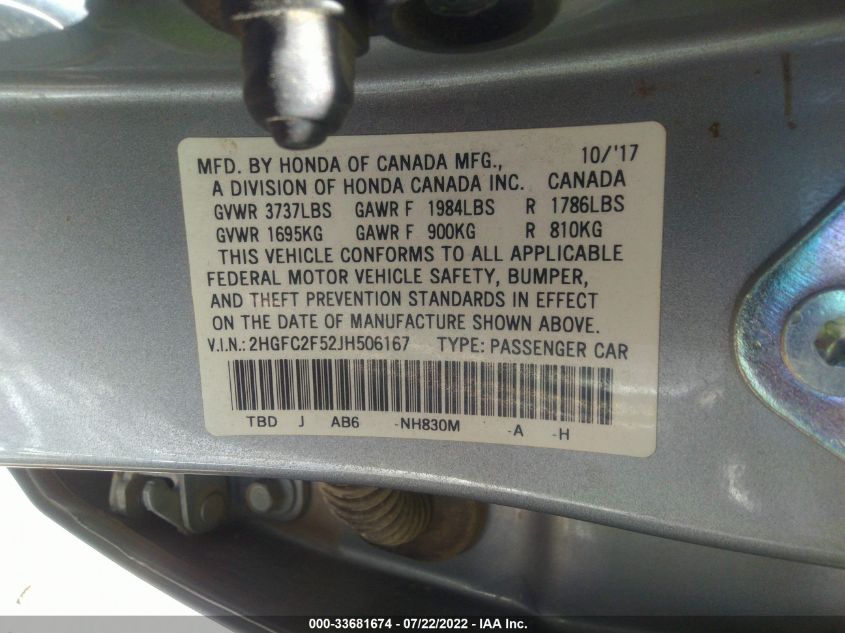 MFD. BY HONDA OF CANADA MFG., 10/'17
A DIVISION OF HONDA CANADA INC. CANADA
GVWR 3737LBS GAWR F 1984LBS R 1786LBS
GVWR 1695KG GAWR F 900KG R 810KG
THIS VEHICLE CONFORMS TO ALL APPLICABLE
FEDERAL MOTOR VEHICLE SAFETY, BUMPER,
AND THEFT PREVENTION STANDARDS IN EFFECT
ON THE DATE OF MANUFACTURE SHOWN ABOVE.
V.I.N.: 2HGFC2F52JH506167 TYPE: PASSENGER CAR
TBD J AB6 -NH830M -A -H
000-33681674 / 07/22/2022 - IAA Inc.